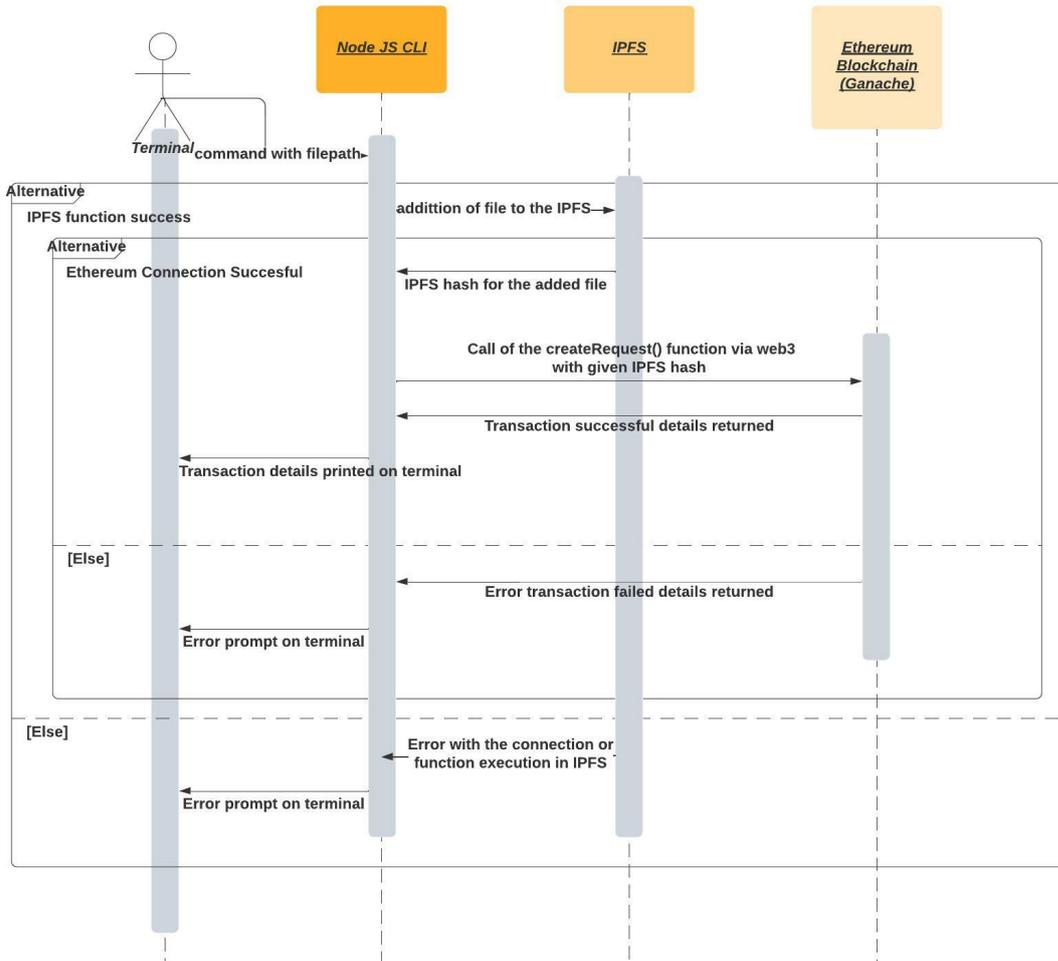 Node JS CLI
IPFS
Ethereum
Blockchain
(Ganache)
Terminal
command with filepath
Alternative
IPFS function success
addittion of file to the IPFS
Alternative
Ethereum Connection Succesful
IPFS hash for the added file
Call of the createRequest() function via web3
with given IPFS hash
Transaction successful details returned
Transaction details printed on terminal
[Else]
Error transaction failed details returned
Error prompt on terminal
[Else]
Error with the connection or
function execution in IPFS
Error prompt on terminal